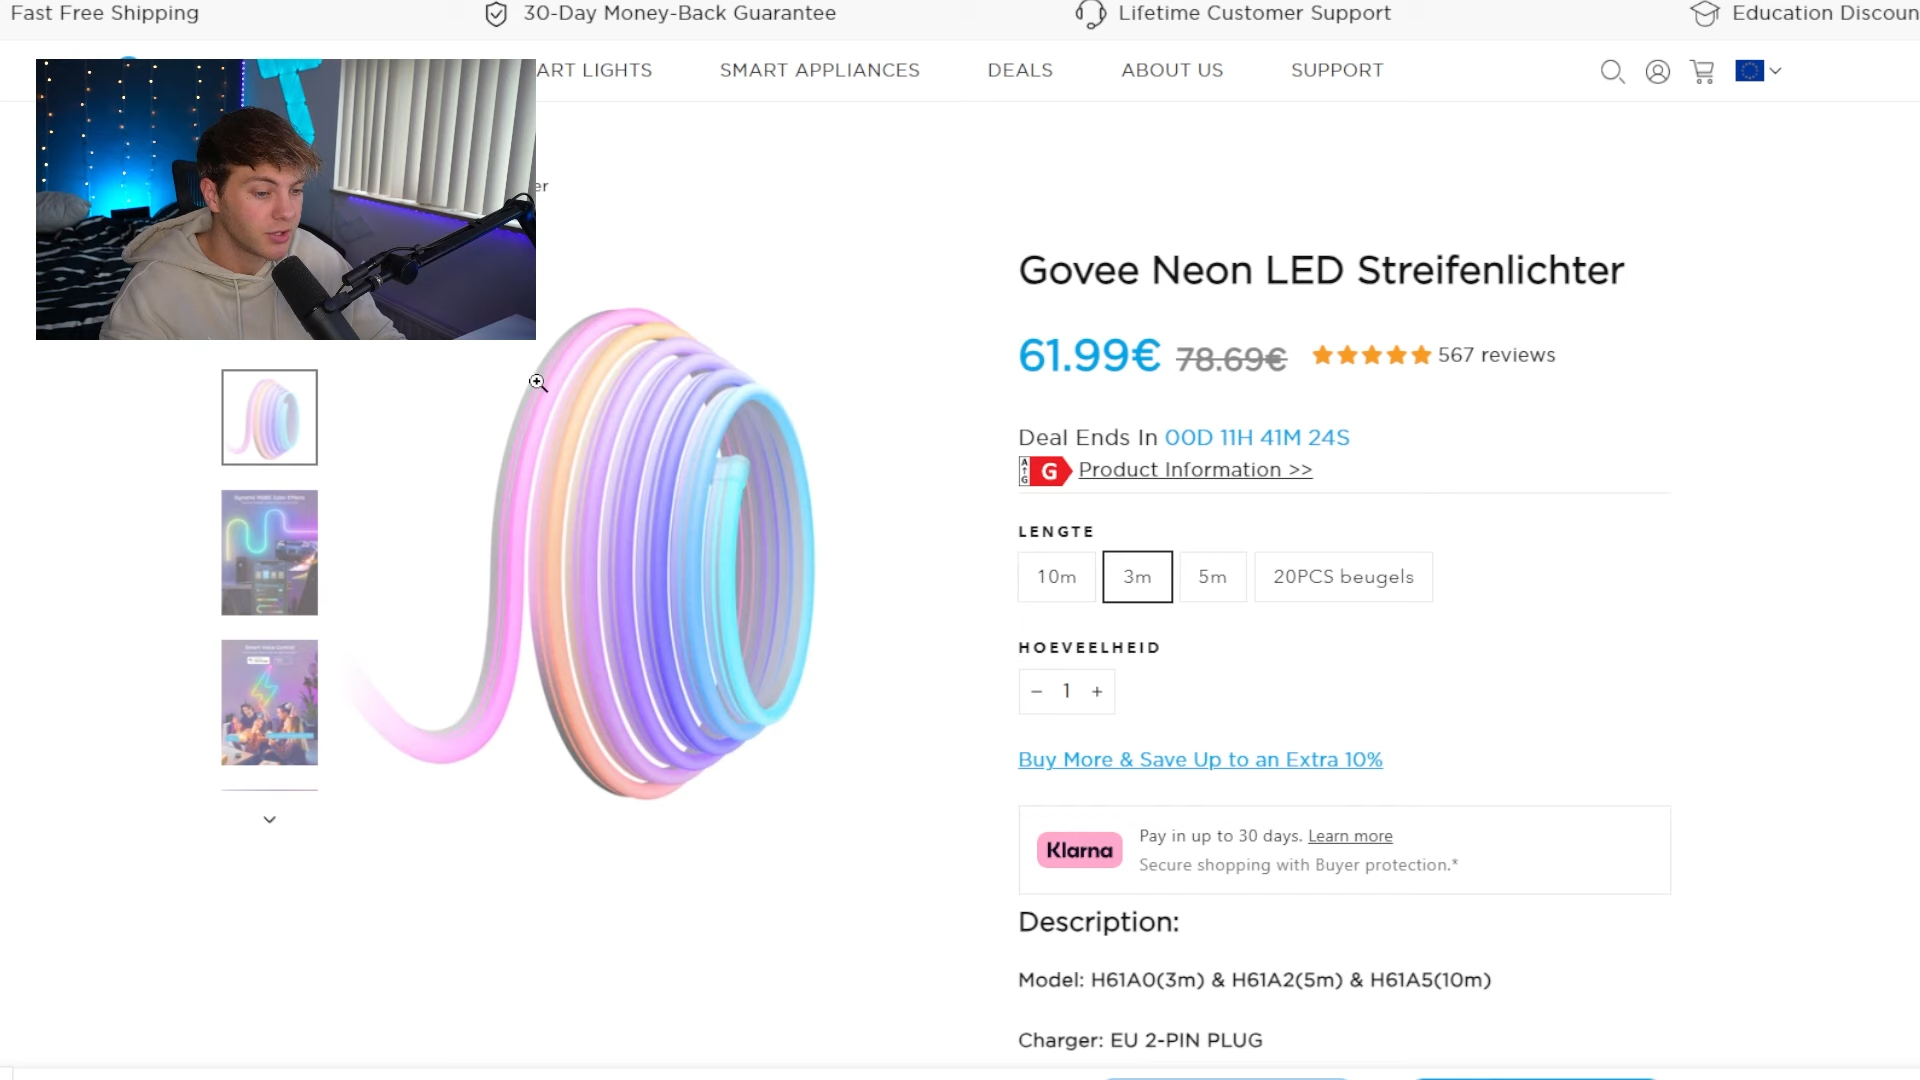 Fast Free Shipping
30-Day Money-Back Guarantee
Lifetime Customer Support
Education Discoun
ART LIGHTS
SMART APPLIANCES
DEALS
ABOUT US
SUPPORT
er
Govee Neon LED Streifenlichter
61.99€ 78.69€ 567 reviews
Deal Ends In 00D 11H 41M 24S
A G G Product Information >>
LENGTE
10m 3m 5m 20PCS beugels
HOEVEELHEID
− 1 +
Buy More & Save Up to an Extra 10%
Klarna
Pay in up to 30 days. Learn more
Secure shopping with Buyer protection.*
Description:
Model: H61A0(3m) & H61A2(5m) & H61A5(10m)
Charger: EU 2-PIN PLUG